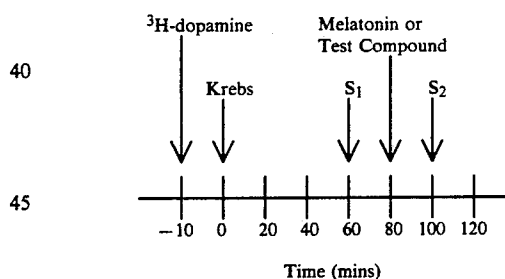 ³H-dopamine
Melatonin or
Test Compound
40
Krebs
S₁
S₂
45
−10 0 20 40 60 80 100 120
Time (mins)